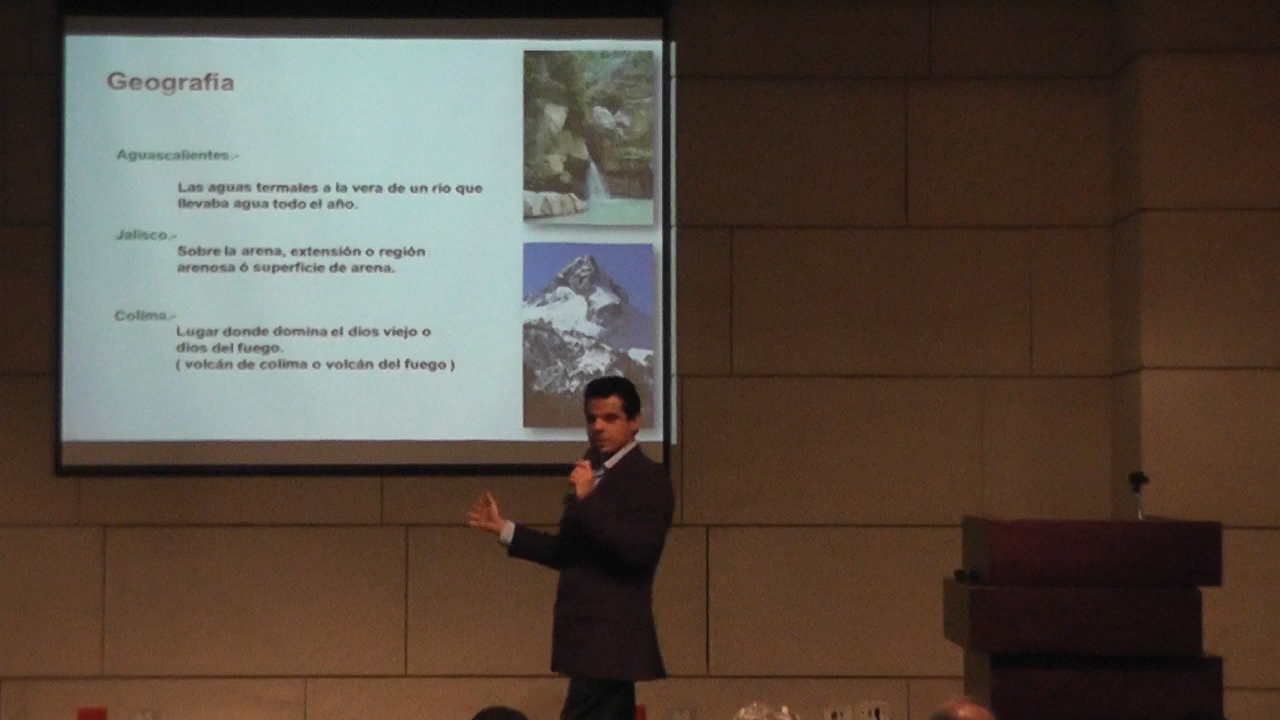 Geografía
Aguascalientes.-
Las aguas termales a la vera de un río que
llevaba agua todo el año.
Jalisco.-
Sobre la arena, extensión o región
arenosa ó superficie de arena.
Colima.-
Lugar donde domina el dios viejo o
dios del fuego.
( volcán de colima o volcán del fuego )